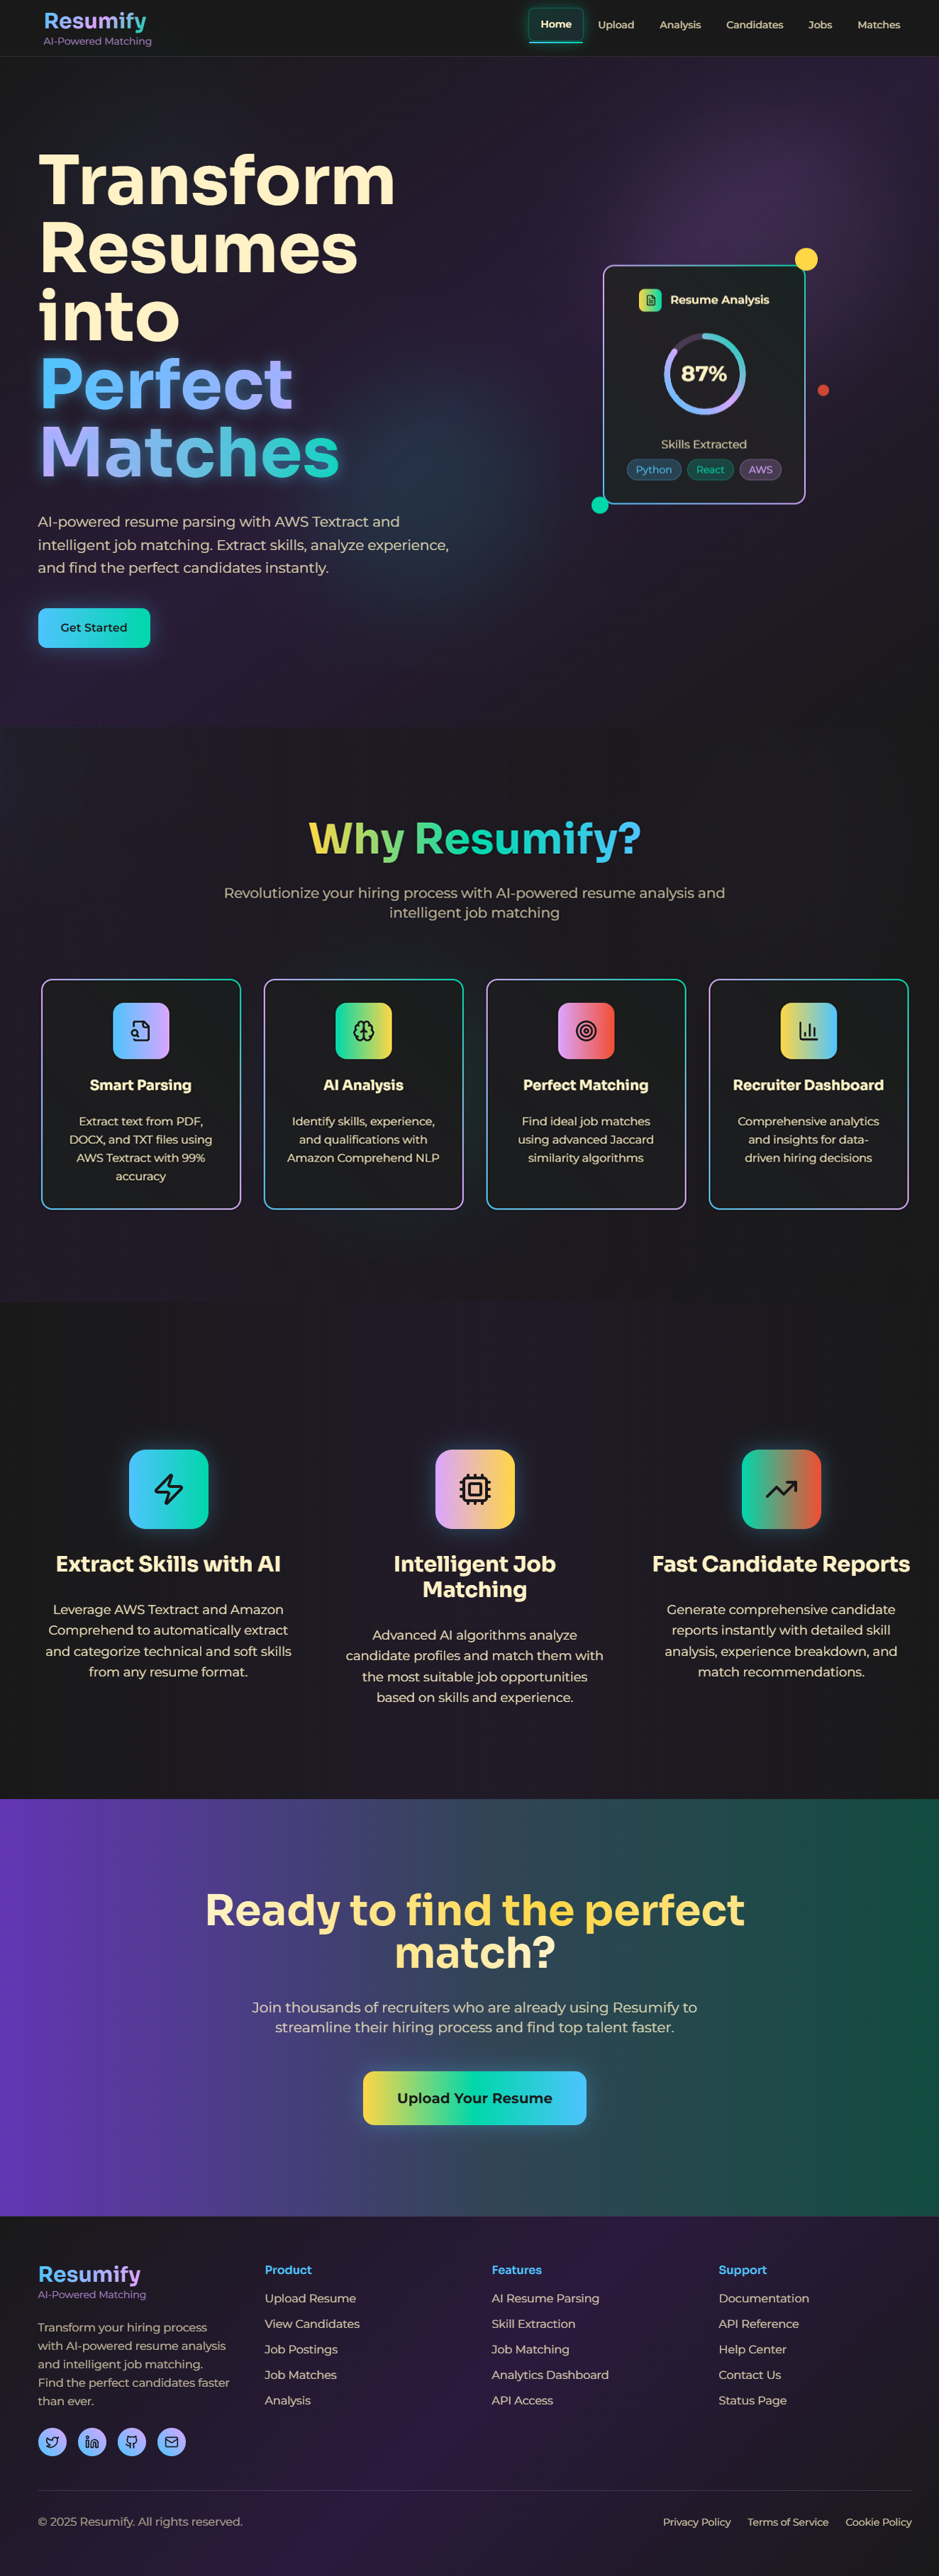 Resumify
AI-Powered Matching
Home
Upload
Analysis
Candidates
Jobs
Matches
Transform
Resumes
into
Perfect
Matches
AI-powered resume parsing with AWS Textract and
intelligent job matching. Extract skills, analyze experience,
and find the perfect candidates instantly.
Get Started
Resume Analysis
87%
Skills Extracted
Python
React
AWS
Why Resumify?
Revolutionize your hiring process with AI-powered resume analysis and
intelligent job matching
Smart Parsing
Extract text from PDF,
DOCX, and TXT files using
AWS Textract with 99%
accuracy
AI Analysis
Identify skills, experience,
and qualifications with
Amazon Comprehend NLP
Perfect Matching
Find ideal job matches
using advanced Jaccard
similarity algorithms
Recruiter Dashboard
Comprehensive analytics
and insights for data-
driven hiring decisions
Extract Skills with AI
Leverage AWS Textract and Amazon
Comprehend to automatically extract
and categorize technical and soft skills
from any resume format.
Intelligent Job
Matching
Advanced AI algorithms analyze
candidate profiles and match them with
the most suitable job opportunities
based on skills and experience.
Fast Candidate Reports
Generate comprehensive candidate
reports instantly with detailed skill
analysis, experience breakdown, and
match recommendations.
Ready to find the perfect
match?
Join thousands of recruiters who are already using Resumify to
streamline their hiring process and find top talent faster.
Upload Your Resume
Resumify
AI-Powered Matching
Transform your hiring process
with AI-powered resume analysis
and intelligent job matching.
Find the perfect candidates faster
than ever.
Product
Upload Resume
View Candidates
Job Postings
Job Matches
Analysis
Features
AI Resume Parsing
Skill Extraction
Job Matching
Analytics Dashboard
API Access
Support
Documentation
API Reference
Help Center
Contact Us
Status Page
© 2025 Resumify. All rights reserved.
Privacy Policy
Terms of Service
Cookie Policy